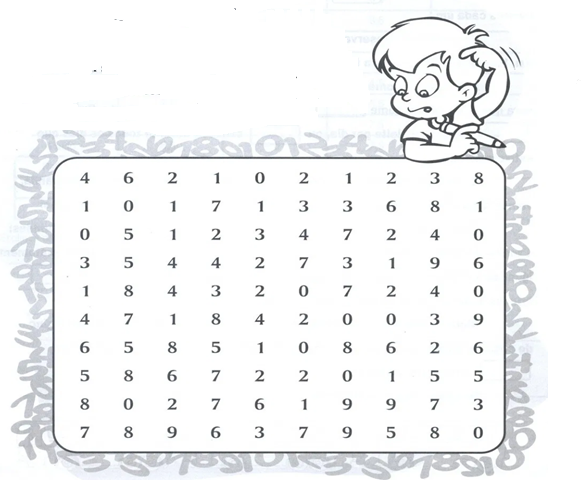 4 6 2 1 0 2 1 2 3 8
1 0 1 7 1 3 3 6 8 1
0 5 1 2 3 4 7 2 4 0
3 5 4 4 2 7 3 1 9 6
1 8 4 3 2 0 7 2 4 0
4 7 1 8 4 2 0 0 3 9
6 5 8 5 1 0 8 6 2 6
5 8 6 7 2 2 0 1 5 5
8 0 2 7 6 1 9 9 7 3
7 8 9 6 3 7 9 5 8 0